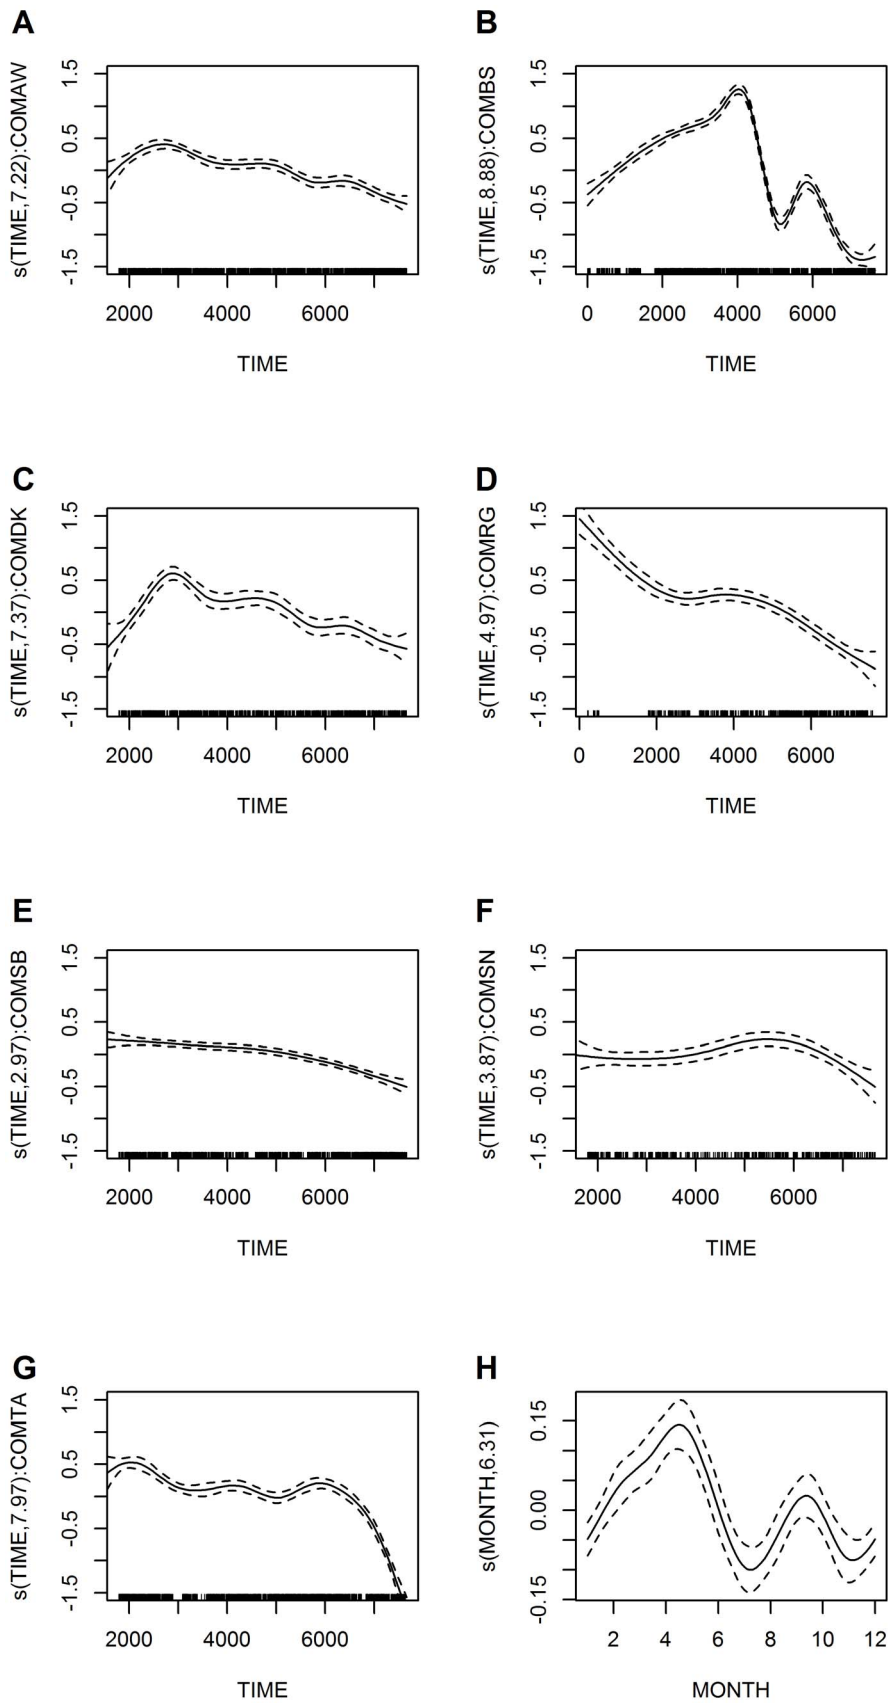 A
s(TIME,7.22):COMAW
1.5
0.5
-0.5
-1.5
2000 4000 6000
TIME
B
s(TIME,8.88):COMBS
1.5
0.5
-0.5
-1.5
0 2000 4000 6000
TIME
C
s(TIME,7.37):COMDK
1.5
0.5
-0.5
-1.5
2000 4000 6000
TIME
D
s(TIME,4.97):COMRG
1.5
0.5
-0.5
-1.5
0 2000 4000 6000
TIME
E
s(TIME,2.97):COMSB
1.5
0.5
-0.5
-1.5
2000 4000 6000
TIME
F
s(TIME,3.87):COMSN
1.5
0.5
-0.5
-1.5
2000 4000 6000
TIME
G
s(TIME,7.97):COMTA
1.5
0.5
-0.5
-1.5
2000 4000 6000
TIME
H
s(MONTH,6.31)
0.15
0.00
-0.15
2 4 6 8 10 12
MONTH